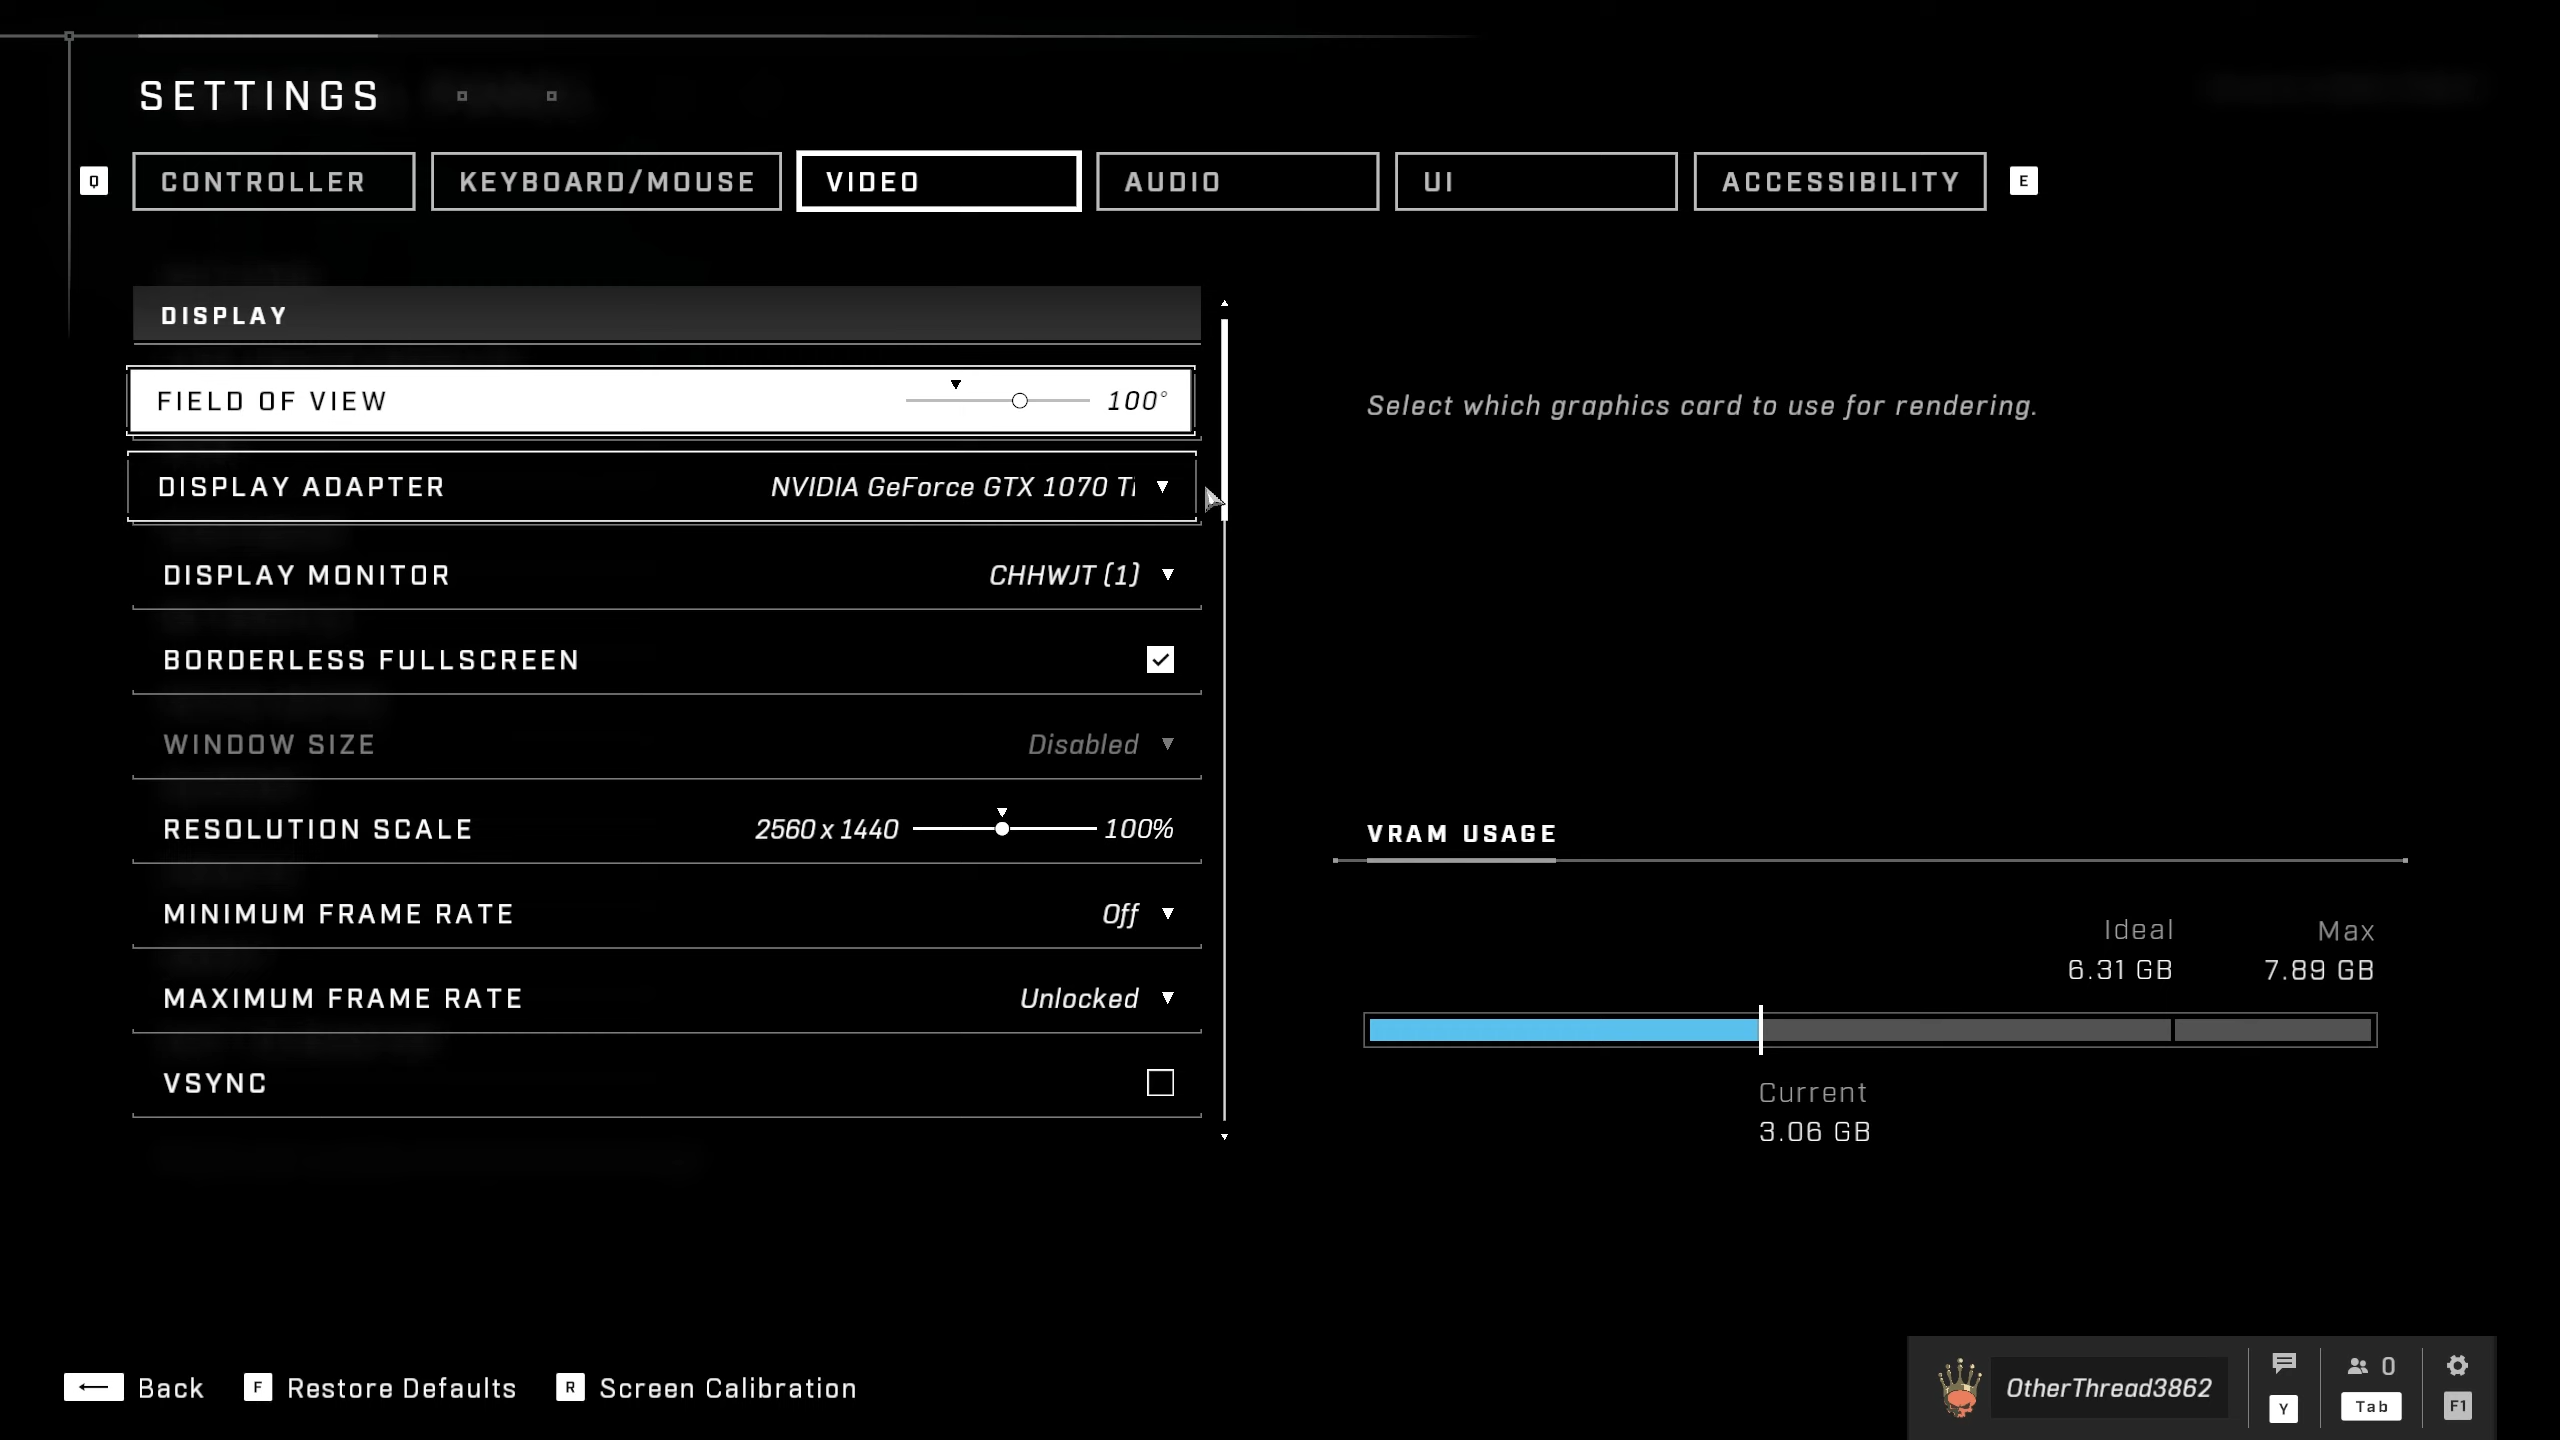 SETTINGS
Q CONTROLLER KEYBOARD/MOUSE VIDEO AUDIO UI ACCESSIBILITY E
DISPLAY
FIELD OF VIEW 100°
Select which graphics card to use for rendering.
DISPLAY ADAPTER NVIDIA GeForce GTX 1070 Ti
DISPLAY MONITOR CHHWJT (1)
BORDERLESS FULLSCREEN
WINDOW SIZE Disabled
RESOLUTION SCALE 2560 x 1440 100%
VRAM USAGE
MINIMUM FRAME RATE Off
Ideal Max
6.31 GB 7.89 GB
MAXIMUM FRAME RATE Unlocked
VSYNC
Current
3.06 GB
Back F Restore Defaults R Screen Calibration
OtherThread3862
0
Y Tab F1